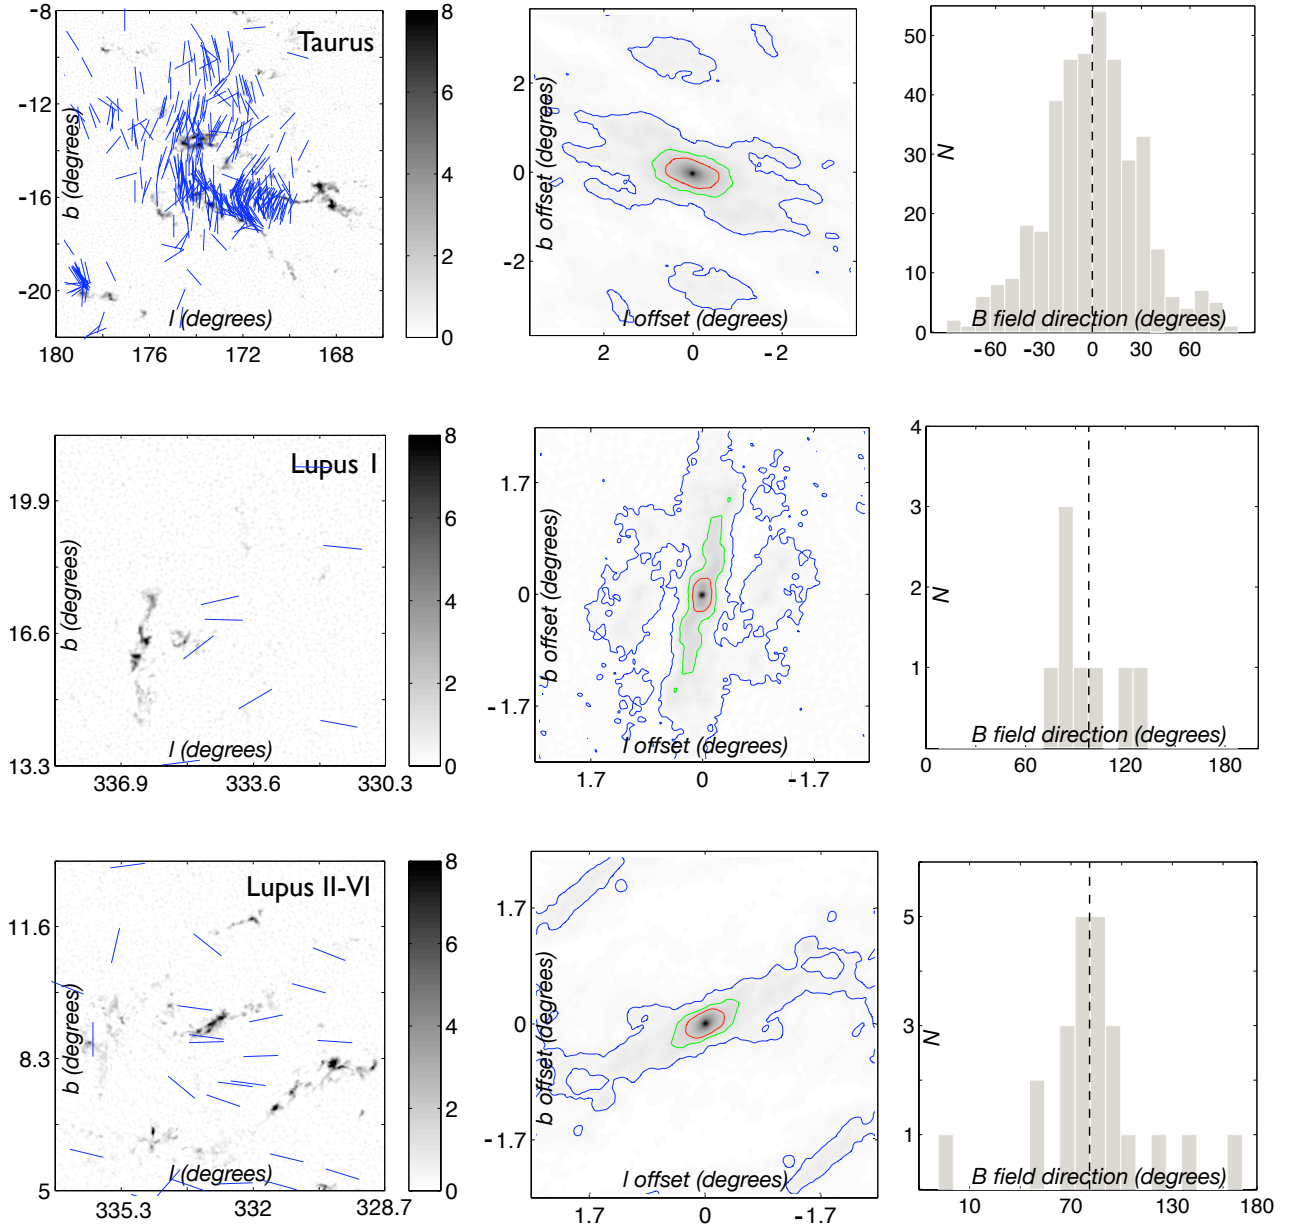 -8
-12
-16
-20
b (degrees)
Taurus
l (degrees)
180 176 172 168
8
6
4
2
0
2
0
-2
b offset (degrees)
l offset (degrees)
2 0 -2
50
40
30
20
10
0
N
B field direction (degrees)
-60 -30 0 30 60
19.9
16.6
13.3
b (degrees)
Lupus I
l (degrees)
336.9 333.6 330.3
8
6
4
2
0
1.7
0
-1.7
b offset (degrees)
l offset (degrees)
1.7 0 -1.7
4
3
2
1
N
B field direction (degrees)
0 60 120 180
11.6
8.3
5
b (degrees)
Lupus II-VI
l (degrees)
335.3 332 328.7
8
6
4
2
0
1.7
0
-1.7
b offset (degrees)
l offset (degrees)
1.7 0 -1.7
5
3
1
N
B field direction (degrees)
10 70 130 180